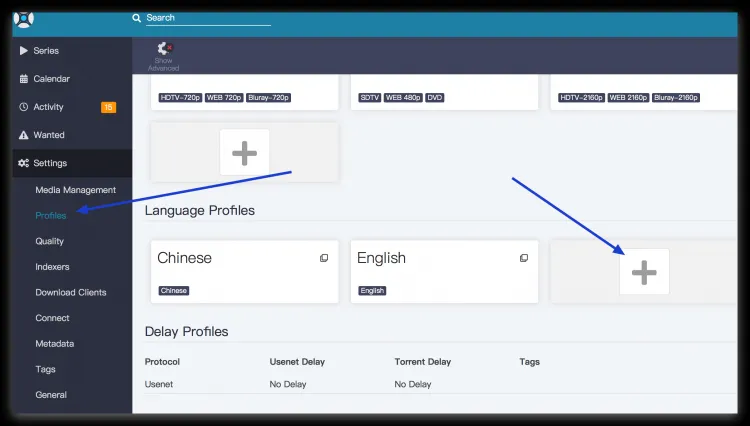 Search
Series
Calendar
Activity 15
Wanted
Settings
Media Management
Profiles
Quality
Indexers
Download Clients
Connect
Metadata
Tags
General
Show
Advanced
HDTV-720p WEB 720p Bluray-720p
SDTV WEB 480p DVD
HDTV-2160p WEB 2160p Bluray-2160p
Language Profiles
Chinese
Chinese
English
English
Delay Profiles
Protocol Usenet Delay Torrent Delay Tags
Usenet No Delay No Delay